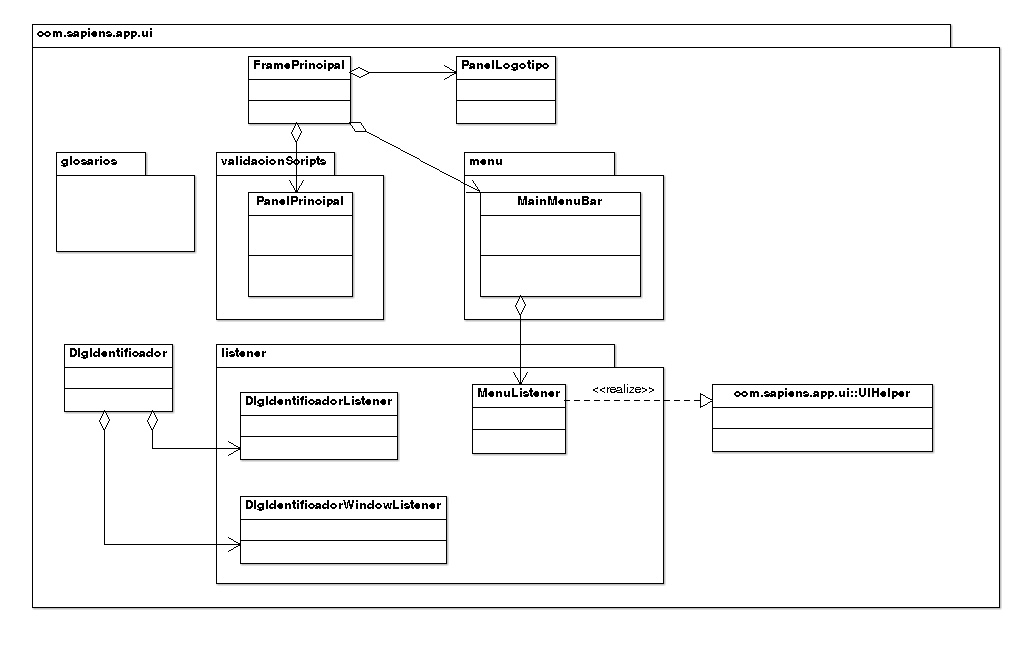 com.sapiens.app.ui
FramePrincipal
PanelLogotipo
glosarios
validacionScripts
menu
PanelPrincipal
MainMenuBar
DlgIdentificador
listener
DlgIdentificadorListener
MenuListener
<<realize>>
com.sapiens.app.ui::UIHelper
DlgIdentificadorWindowListener